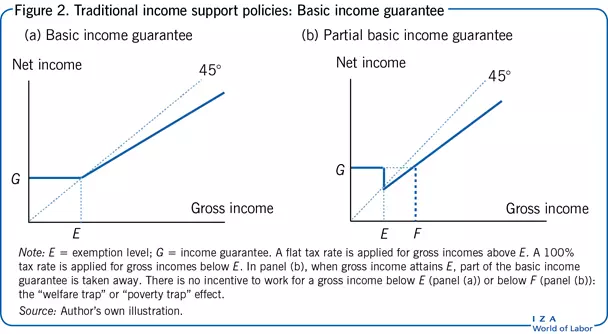 Figure 2. Traditional income support policies: Basic income guarantee
(a) Basic income guarantee
(b) Partial basic income guarantee
Net income
45°
G
Gross income
E
Net income
45°
G
Gross income
E
F
Note: E = exemption level; G = income guarantee. A flat tax rate is applied for gross incomes above E. A 100%
tax rate is applied for gross incomes below E. In panel (b), when gross income attains E, part of the basic income
guarantee is taken away. There is no incentive to work for a gross income below E (panel (a)) or below F (panel (b)):
the “welfare trap” or “poverty trap” effect.
Source: Author’s own illustration.
I Z A
World of Labor